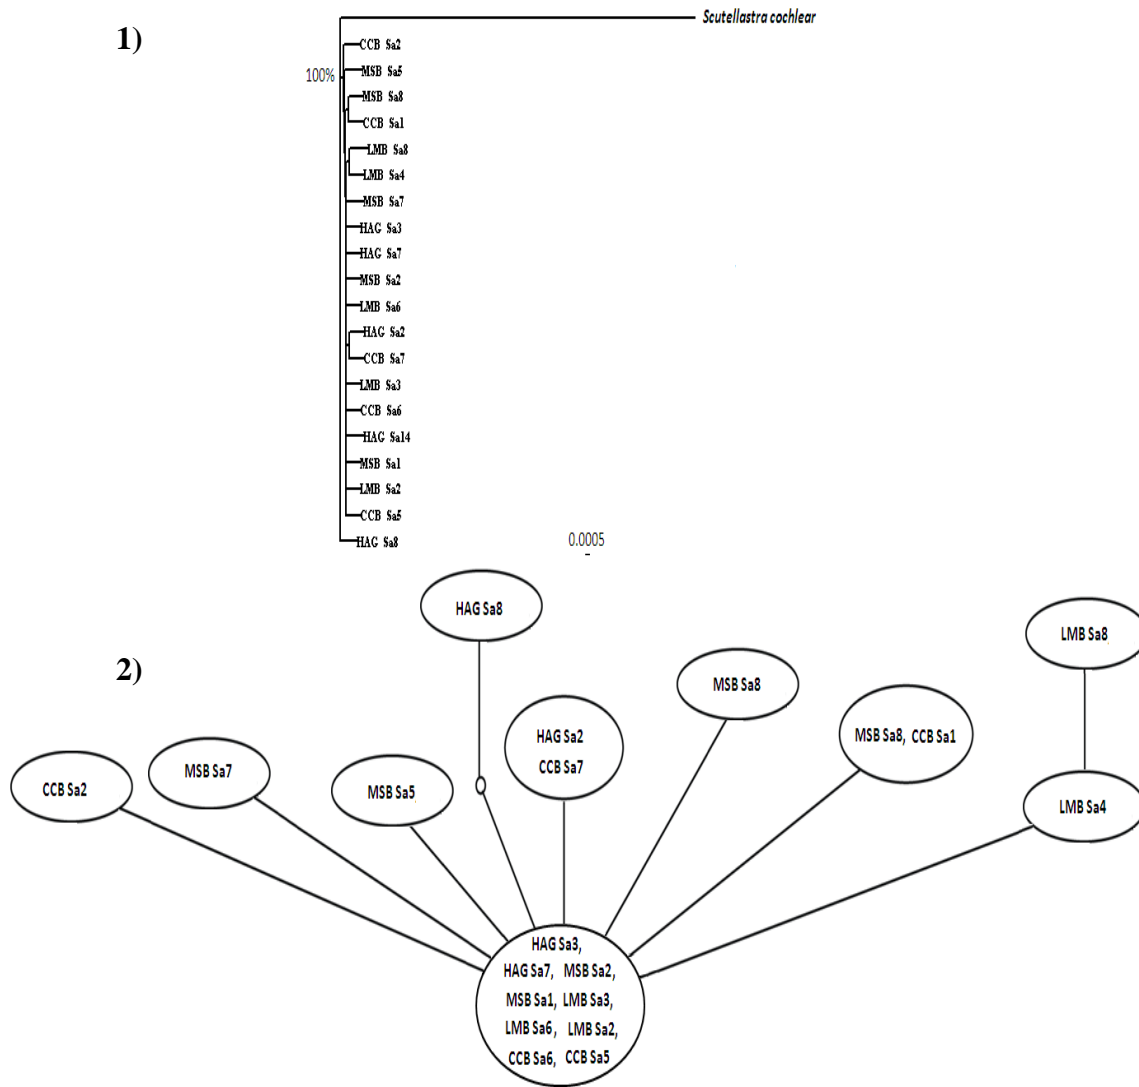 1)
Scutellastra cochlear
CCB Sa2
100%
MSB Sa5
MSB Sa8
CCB Sa1
LMB Sa8
LMB Sa4
MSB Sa7
HAG Sa3
HAG Sa7
MSB Sa2
LMB Sa6
HAG Sa2
CCB Sa7
LMB Sa3
CCB Sa6
HAG Sa14
MSB Sa1
LMB Sa2
CCB Sa5
HAG Sa8
0.0005
2)
HAG Sa8
LMB Sa8
MSB Sa8
HAG Sa2
CCB Sa7
MSB Sa8, CCB Sa1
MSB Sa7
CCB Sa2
MSB Sa5
LMB Sa4
HAG Sa3,
HAG Sa7, MSB Sa2,
MSB Sa1, LMB Sa3,
LMB Sa6, LMB Sa2,
CCB Sa6, CCB Sa5